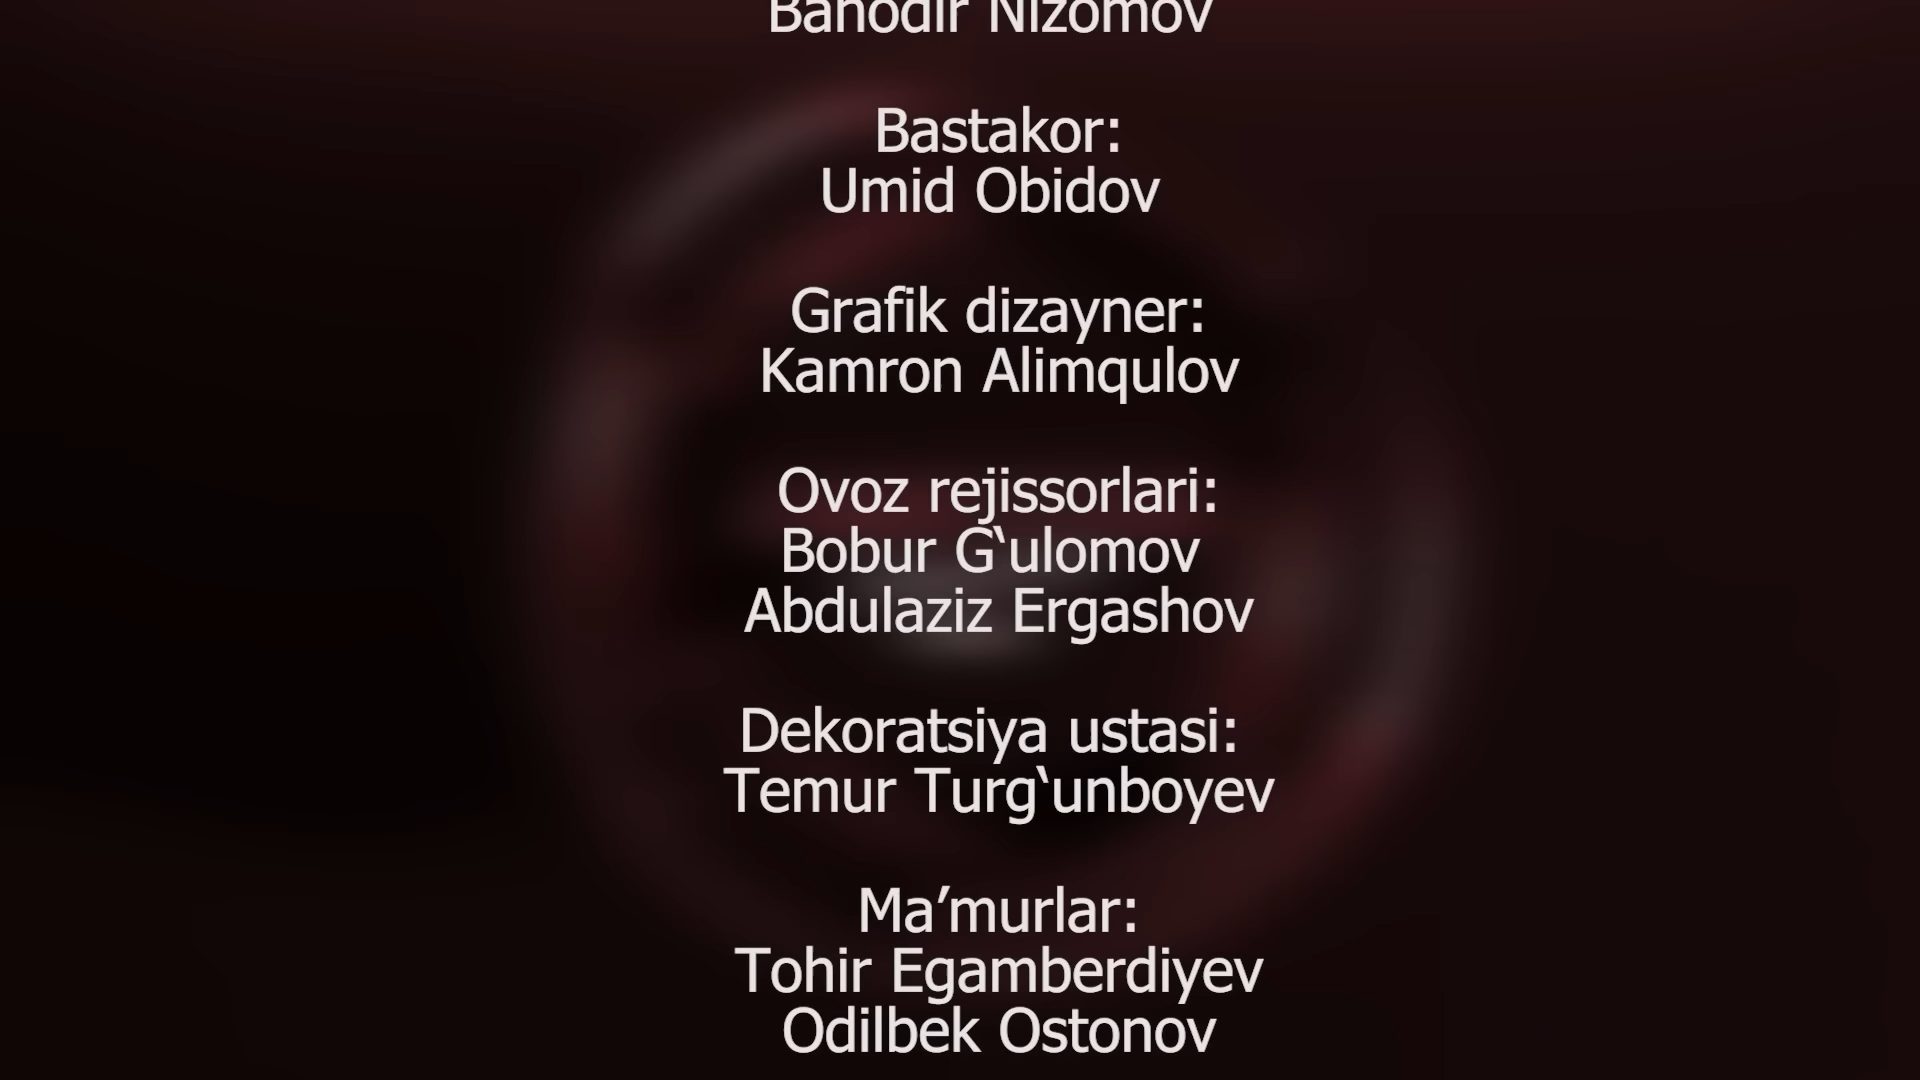 Bahodir Nizomov
Bastakor:
Umid Obidov
Grafik dizayner:
Kamron Alimqulov
Ovoz rejissorlari:
Bobur G‘ulomov
Abdulaziz Ergashov
Dekoratsiya ustasi:
Temur Turg‘unboyev
Ma’murlar:
Tohir Egamberdiyev
Odilbek Ostonov